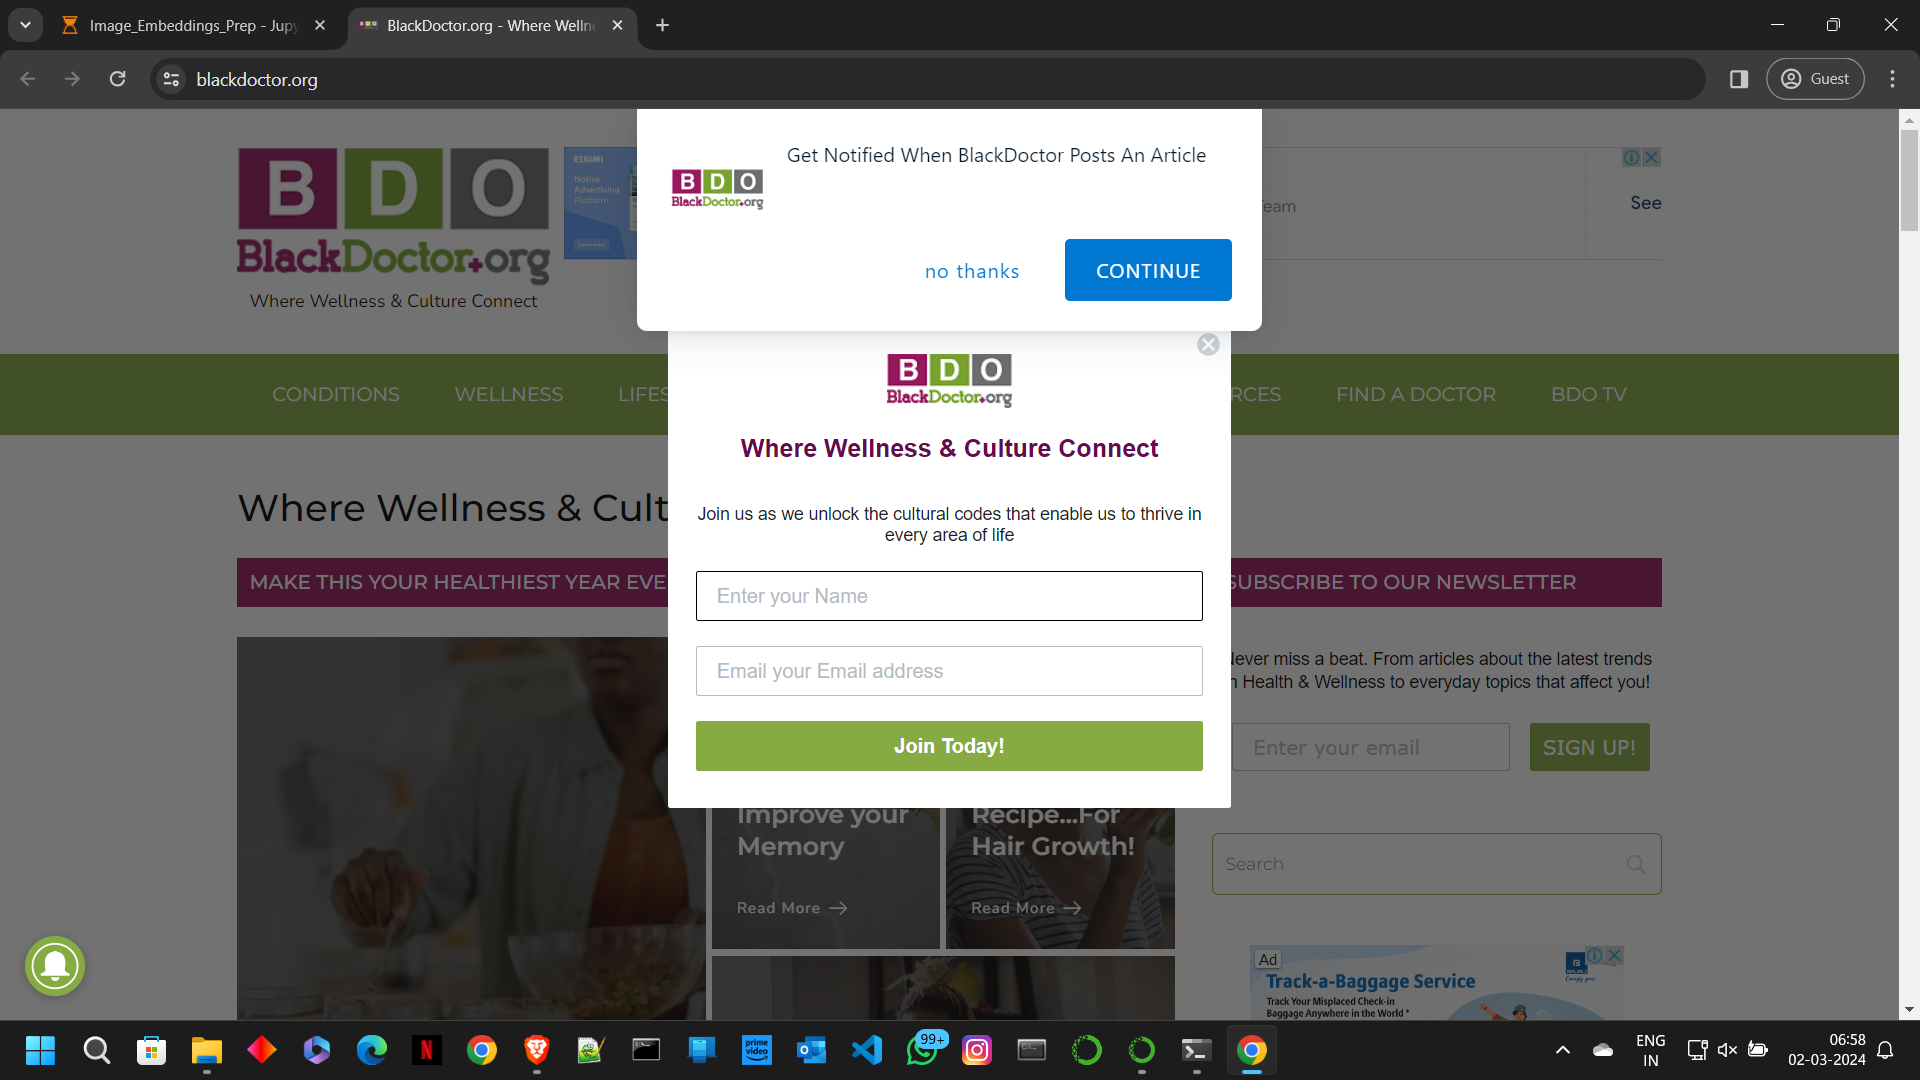 Image_Embeddings_Prep - Jupy
BlackDoctor.org - Where Wellne
blackdoctor.org
Guest
B D O
BlackDoctor.org
Where Wellness & Culture Connect
ESKIMI
Native
Advertising
Platform
Get Notified When BlackDoctor Posts An Article
B D O
BlackDoctor.org
no thanks
CONTINUE
eam
See
CONDITIONS
WELLNESS
LIFES
RCES
FIND A DOCTOR
BDO TV
B D O
BlackDoctor.org
Where Wellness & Culture Connect
Join us as we unlock the cultural codes that enable us to thrive in
every area of life
Enter your Name
Email your Email address
Join Today!
Where Wellness & Cult
MAKE THIS YOUR HEALTHIEST YEAR EVE
SUBSCRIBE TO OUR NEWSLETTER
Never miss a beat. From articles about the latest trends
n Health & Wellness to everyday topics that affect you!
Enter your email
SIGN UP!
Improve your
Memory
Read More
Recipe...For
Hair Growth!
Read More
Search
Ad
Track-a-Baggage Service
Track Your Misplaced Check-in
Baggage Anywhere in the World *
prime
video
99+
ENG
IN
06:58
02-03-2024